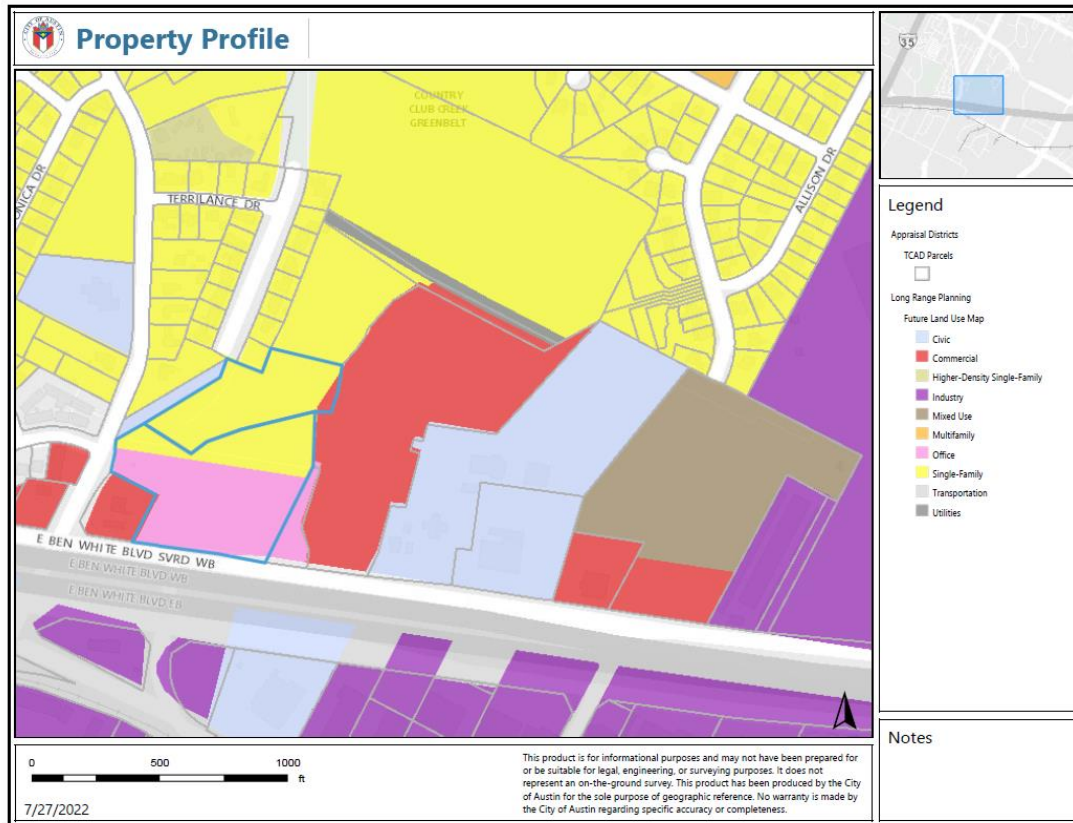 Property Profile
COUNTRY
CLUB CREEK
GREENBELT
ONICA DR
TERRILANCE DR
ALLISON DR
E BEN WHITE BLVD SVRD WB
E BEN WHITE BLVD WB
E BEN WHITE BLVD EB
35
Legend
Appraisal Districts
TCAD Parcels
Long Range Planning
Future Land Use Map
Civic
Commercial
Higher-Density Single-Family
Industry
Mixed Use
Multifamily
Office
Single-Family
Transportation
Utilities
Notes
0 500 1000
ft
7/27/2022
This product is for informational purposes and may not have been prepared for
or be suitable for legal, engineering, or surveying purposes. It does not
represent an on-the-ground survey. This product has been produced by the City
of Austin for the sole purpose of geographic reference. No warranty is made by
the City of Austin regarding specific accuracy or completeness.